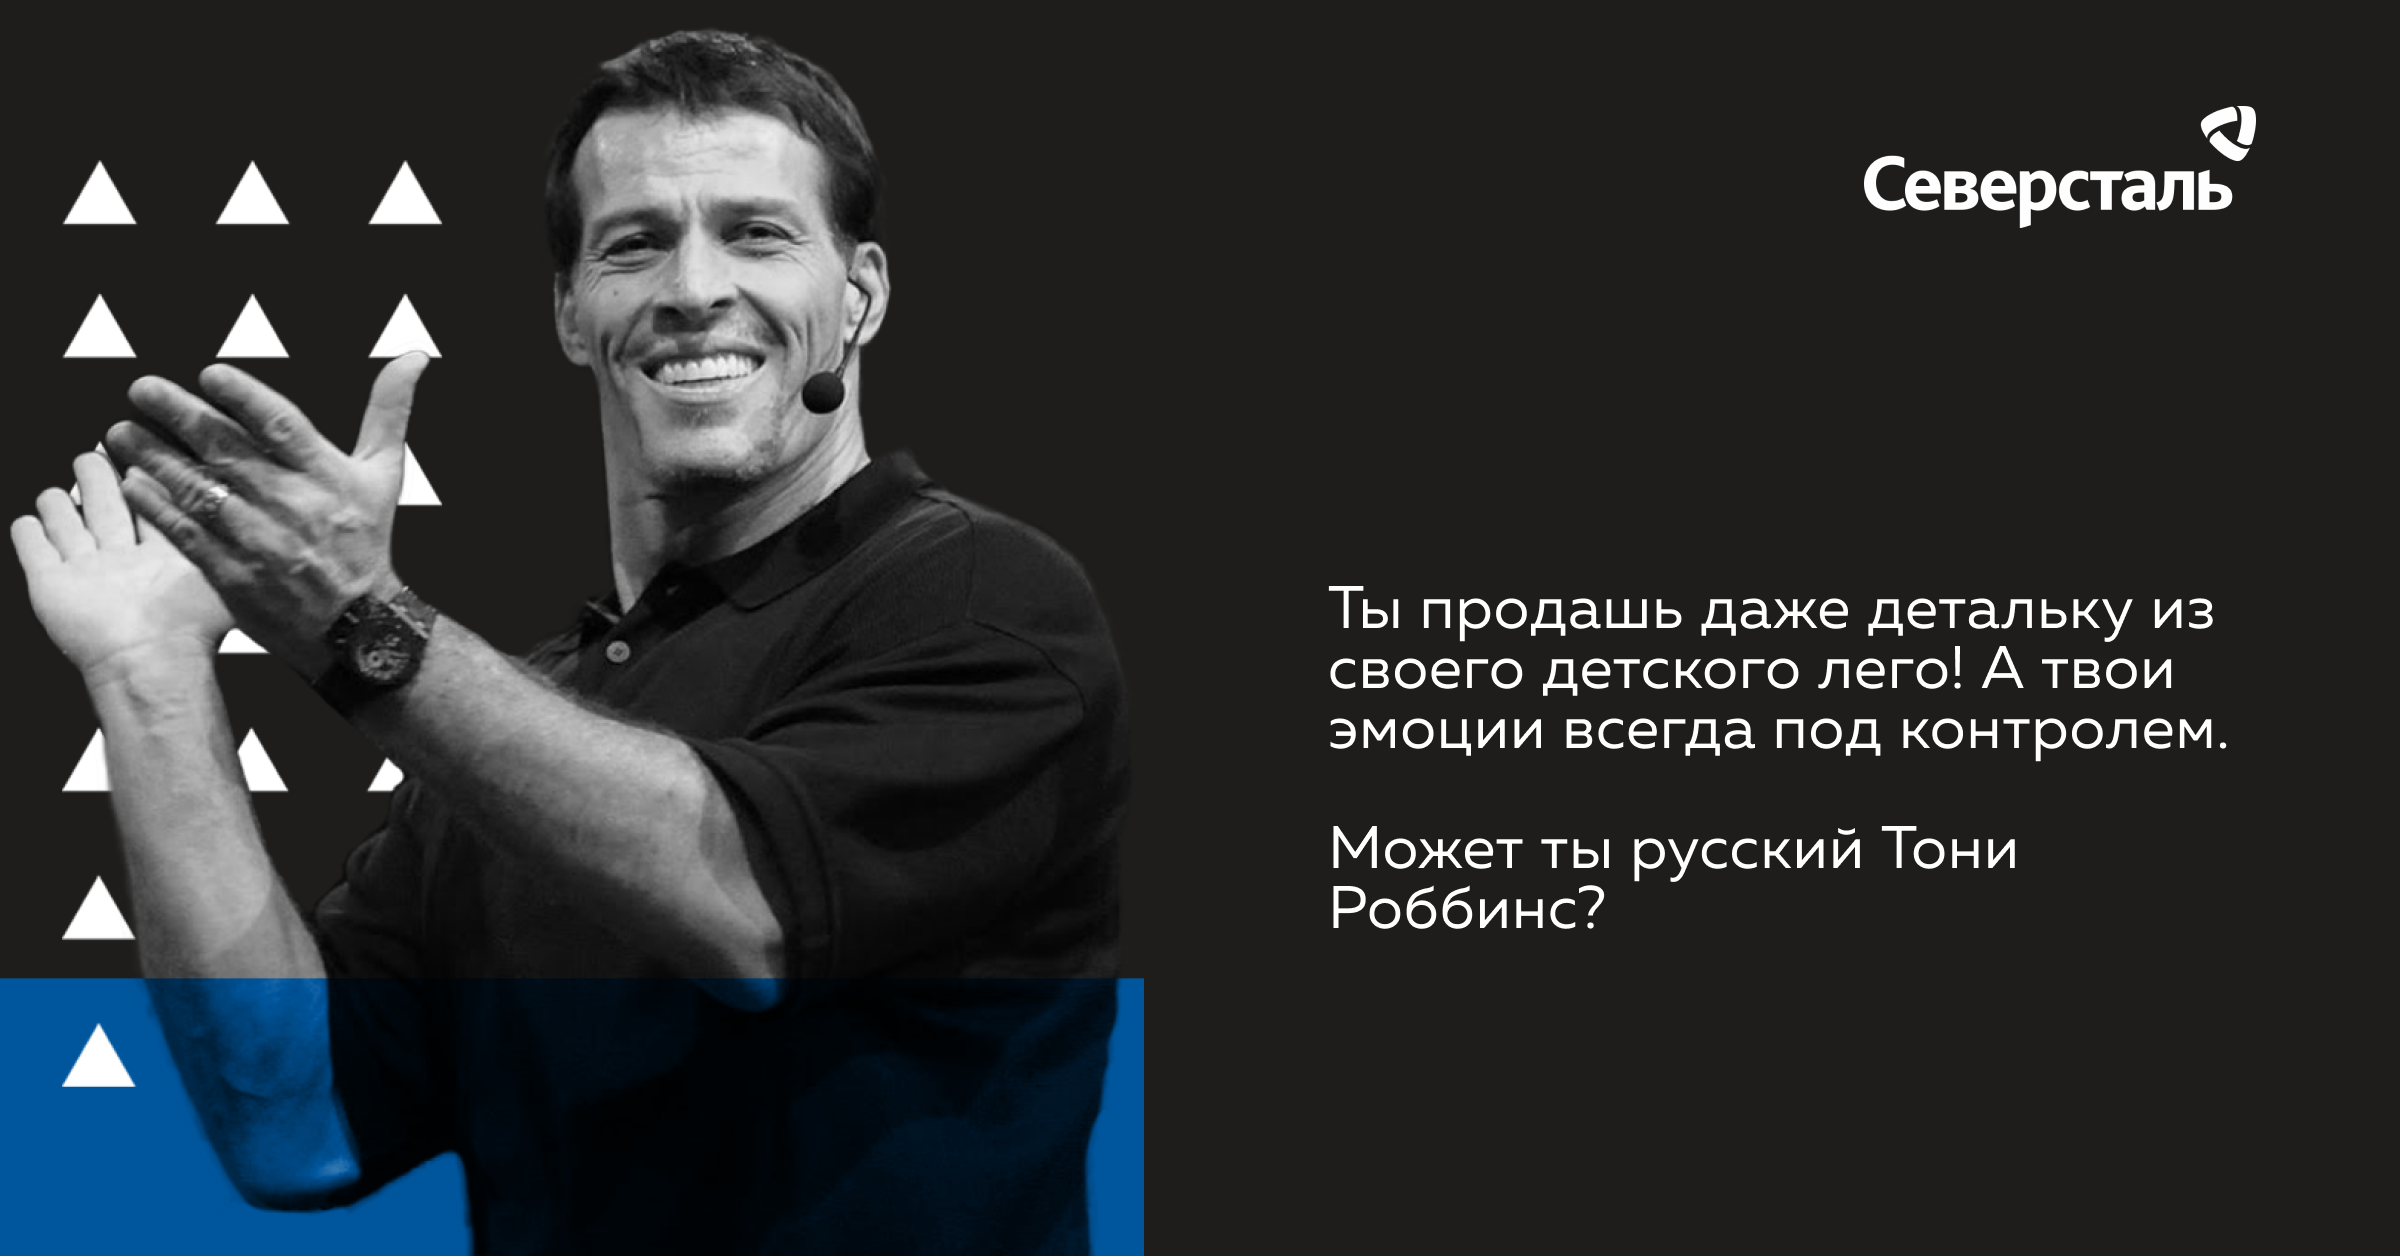 Северсталь
Ты продашь даже детальку из
своего детского лего! А твои
эмоции всегда под контролем.
Может ты русский Тони
Роббинс?